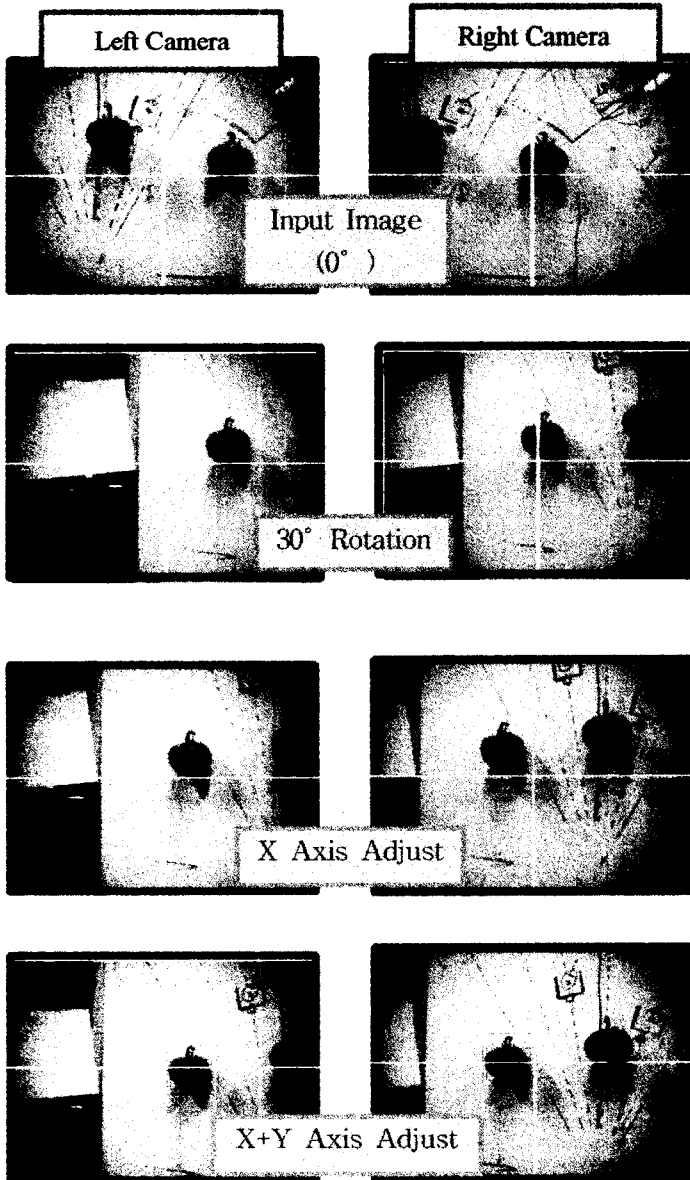 Left Camera
Right Camera
Input Image
(0° )
30° Rotation
X Axis Adjust
X+Y Axis Adjust